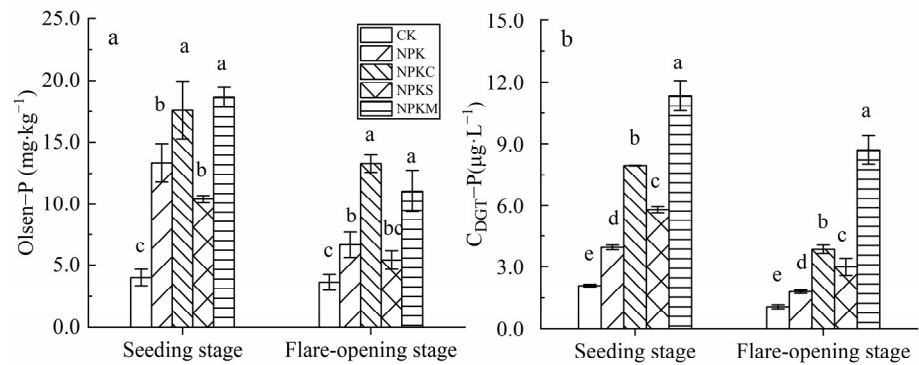 a
Olsen−P (mg·kg⁻¹)
25.0
20.0
15.0
10.0
5.0
0.0
CK
NPK
NPKC
NPKS
NPKM
c b a b a
c b a bc a
Seeding stage Flare-opening stage
b
C_DGT−P(μg·L⁻¹)
15.0
12.0
9.0
6.0
3.0
0.0
e d b c a
e d b c a
Seeding stage Flare-opening stage